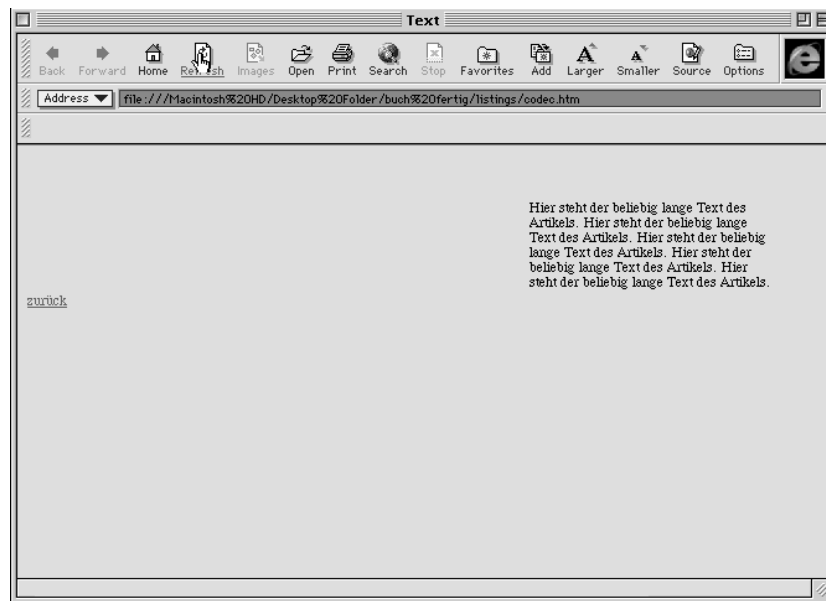 Text
Back Forward Home Refresh Images Open Print Search Stop Favorites Add Larger Smaller Source Options
Address file:///Macintosh%20HD/Desktop%20Folder/buch%20fertig/listings/codec.htm
Hier steht der beliebig lange Text des
Artikels. Hier steht der beliebig lange
Text des Artikels. Hier steht der beliebig
lange Text des Artikels. Hier steht der
beliebig lange Text des Artikels. Hier
steht der beliebig lange Text des Artikels.
zurück